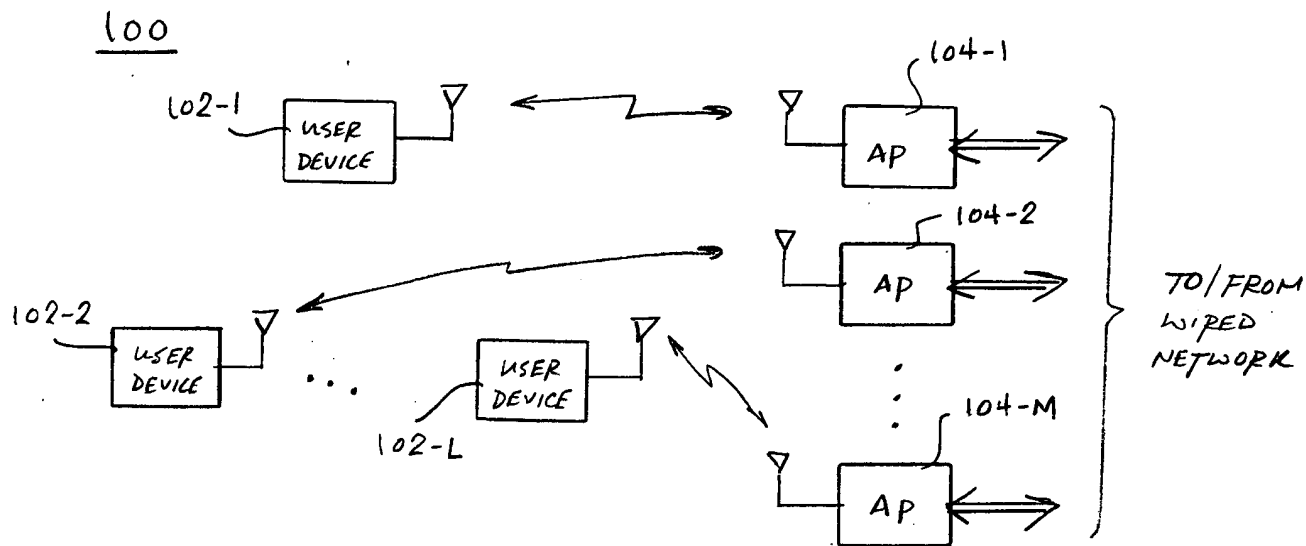 100
104-1
102-1
USER
DEVICE
AP
104-2
AP
TO/FROM
WIRED
NETWORK
102-2
USER
DEVICE
...
USER
DEVICE
102-L
104-M
AP